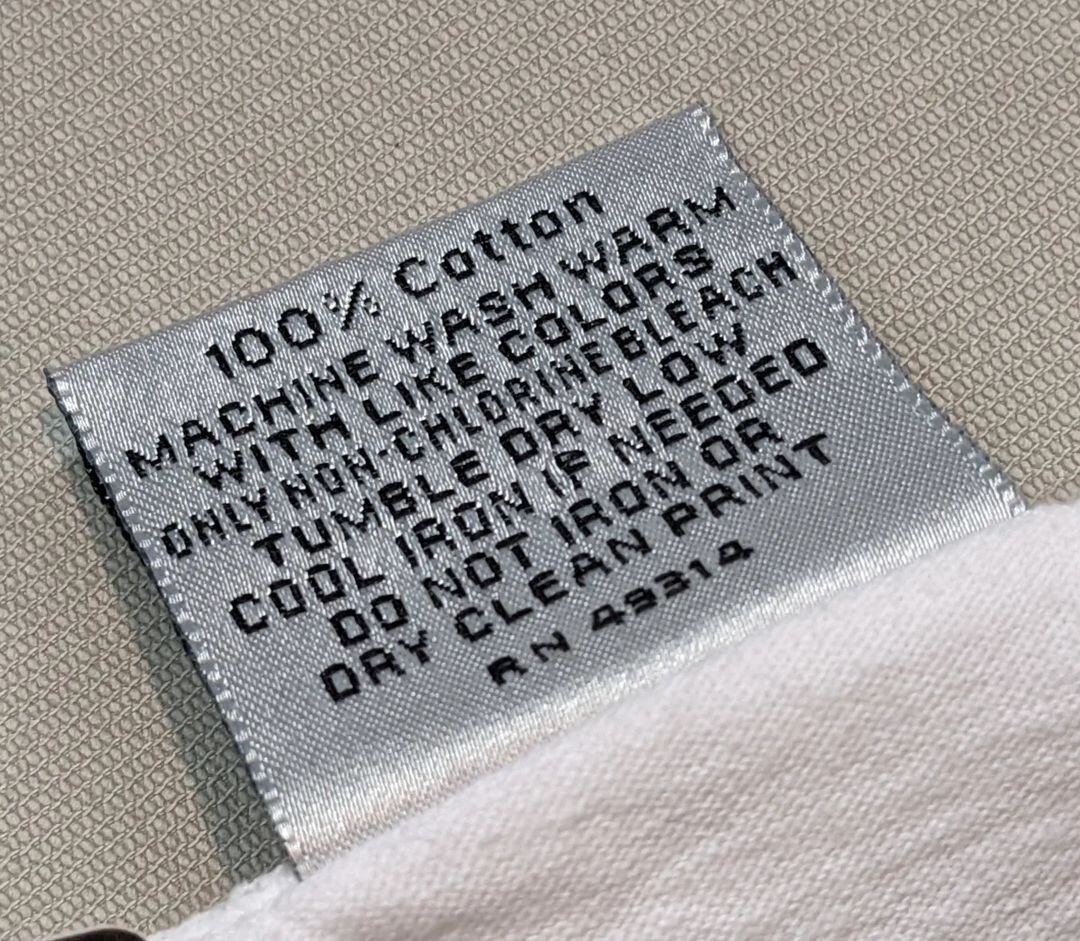 100% Cotton
MACHINE WASH WARM
WITH LIKE COLORS
ONLY NON-CHLORINE BLEACH
TUMBLE DRY LOW
COOL IRON IF NEEDED
DO NOT IRON OR
DRY CLEAN PRINT
RN 49314